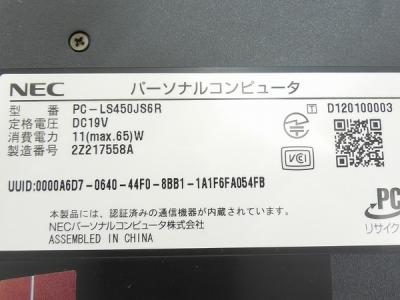 NEC パーソナルコンピュータ
型 番 PC-LS450JS6R
定格電圧 DC19V
消費電力 11(max.65)W
製造番号 2Z217558A
T D120100003
VCCI
UUID:0000A6D7-0640-44F0-8BB1-1A1F6FA054FB
本製品には、認証済みの通信機器が内蔵されています。
NECパーソナルコンピュータ株式会社
ASSEMBLED IN CHINA
PC
リサイク